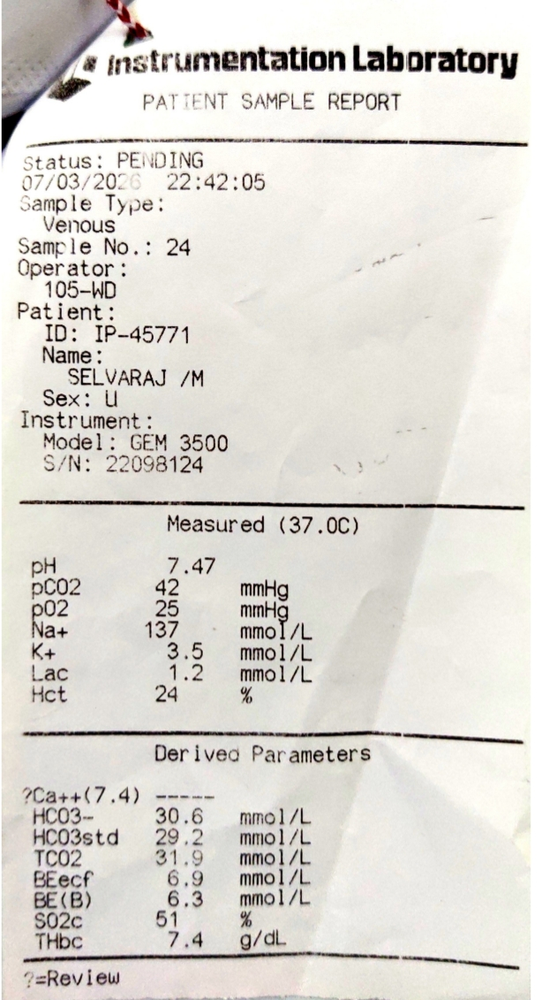 Instrumentation Laboratory
PATIENT SAMPLE REPORT
Status: PENDING
07/03/2026 22:42:05
Sample Type:
Venous
Sample No.: 24
Operator:
105-WD
Patient:
ID: IP-45771
Name:
SELVARAJ /M
Sex: U
Instrument:
Model: GEM 3500
S/N: 22098124
Measured (37.0C)
pH 7.47
pCO2 42 mmHg
pO2 25 mmHg
Na+ 137 mmol/L
K+ 3.5 mmol/L
Lac 1.2 mmol/L
Hct 24 %
Derived Parameters
?Ca++(7.4) -----
HCO3- 30.6 mmol/L
HCO3std 29.2 mmol/L
TCO2 31.9 mmol/L
BEecf 6.9 mmol/L
BE(B) 6.3 mmol/L
SO2c 51 %
THbc 7.4 g/dL
?=Review